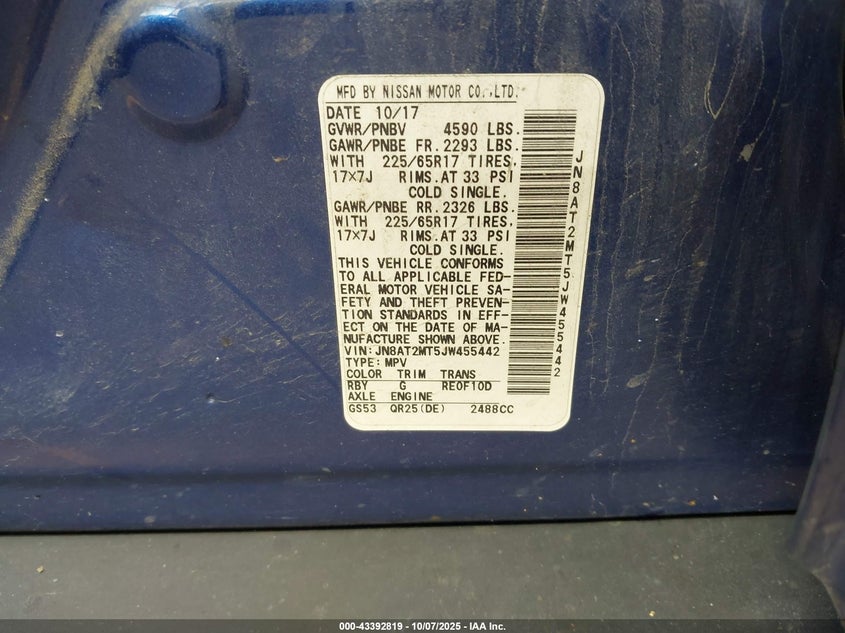 MFD BY NISSAN MOTOR CO.,LTD.
DATE 10/17
GVWR/PNBV 4590 LBS.
GAWR/PNBE FR. 2293 LBS.
WITH 225/65R17 TIRES,
17×7J RIMS.AT 33 PSI
COLD SINGLE.
GAWR/PNBE RR. 2326 LBS.
WITH 225/65R17 TIRES,
17×7J RIMS.AT 33 PSI
COLD SINGLE.
THIS VEHICLE CONFORMS
TO ALL APPLICABLE FED-
ERAL MOTOR VEHICLE SA-
FETY AND THEFT PREVEN-
TION STANDARDS IN EFF-
ECT ON THE DATE OF MA-
NUFACTURE SHOWN ABOVE.
VIN: JN8AT2MT5JW455442
TYPE: MPV
COLOR TRIM TRANS
RBY G RE0F10D
AXLE ENGINE
GS53 QR25(DE) 2488CC
JN8AT2MT5JW455442
000-43392819 - 10/07/2025 - IAA Inc.